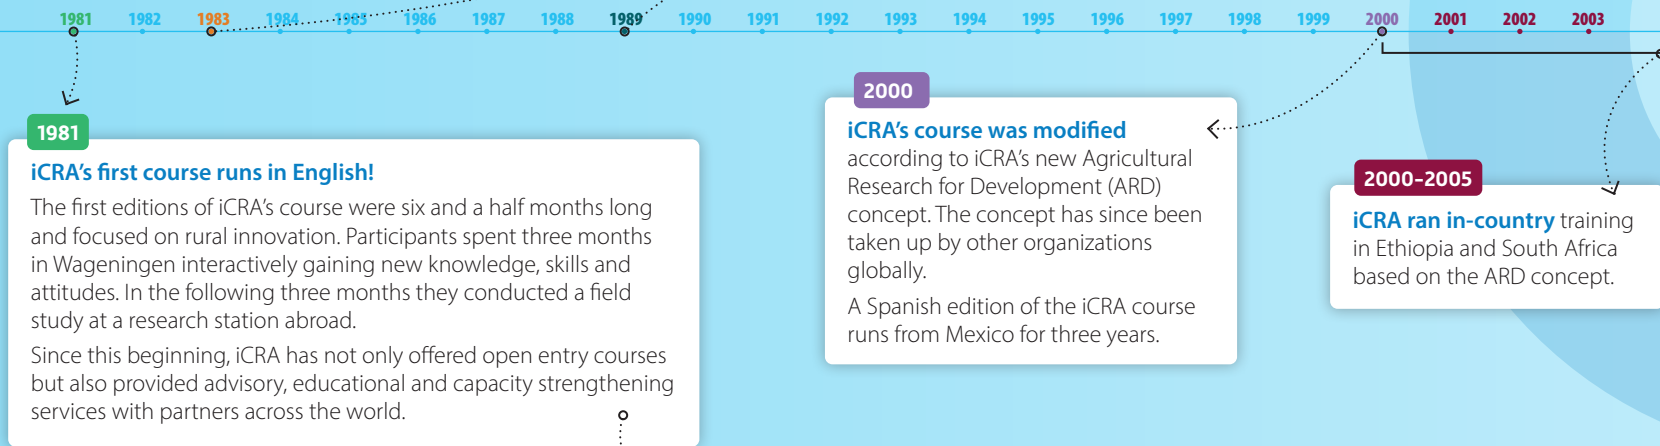 1981 1982 1983 1984 1985 1986 1987 1988 1989 1990 1991 1992 1993 1994 1995 1996 1997 1998 1999 2000 2001 2002 2003
1981
iCRA's first course runs in English!
The first editions of iCRA's course were six and a half months long
and focused on rural innovation. Participants spent three months
in Wageningen interactively gaining new knowledge, skills and
attitudes. In the following three months they conducted a field
study at a research station abroad.
Since this beginning, iCRA has not only offered open entry courses
but also provided advisory, educational and capacity strengthening
services with partners across the world.
2000
iCRA's course was modified
according to iCRA's new Agricultural
Research for Development (ARD)
concept. The concept has since been
taken up by other organizations
globally.
A Spanish edition of the iCRA course
runs from Mexico for three years.
2000–2005
iCRA ran in-country training
in Ethiopia and South Africa
based on the ARD concept.